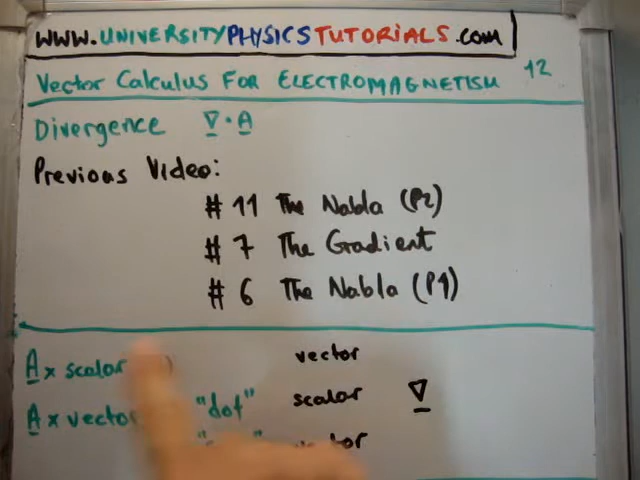 WWW.UNIVERSITYPHYSICSTUTORIALS.com
Vector Calculus FOR ELECTROMAGNETISM 12
Divergence ∇ · A
Previous Video:
# 11 The Nabla (P2)
# 7 The Gradient
# 6 The Nabla (P1)
A x scalar ) vector
A x vector "dot" scalar ∇